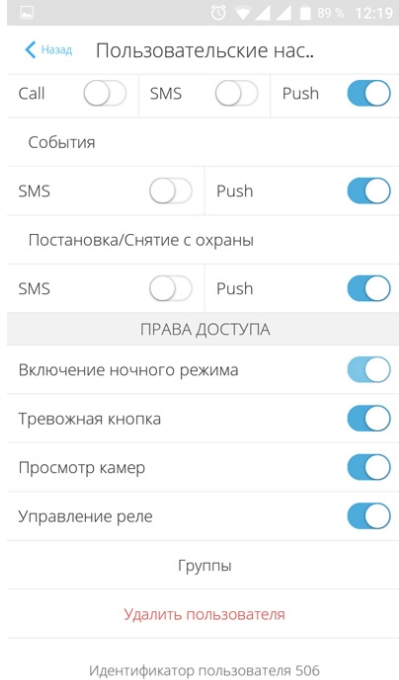 89 % 12:19
Назад Пользовательские нас..
Call SMS Push
События
SMS Push
Постановка/Снятие с охраны
SMS Push
ПРАВА ДОСТУПА
Включение ночного режима
Тревожная кнопка
Просмотр камер
Управление реле
Группы
Удалить пользователя
Идентификатор пользователя 506